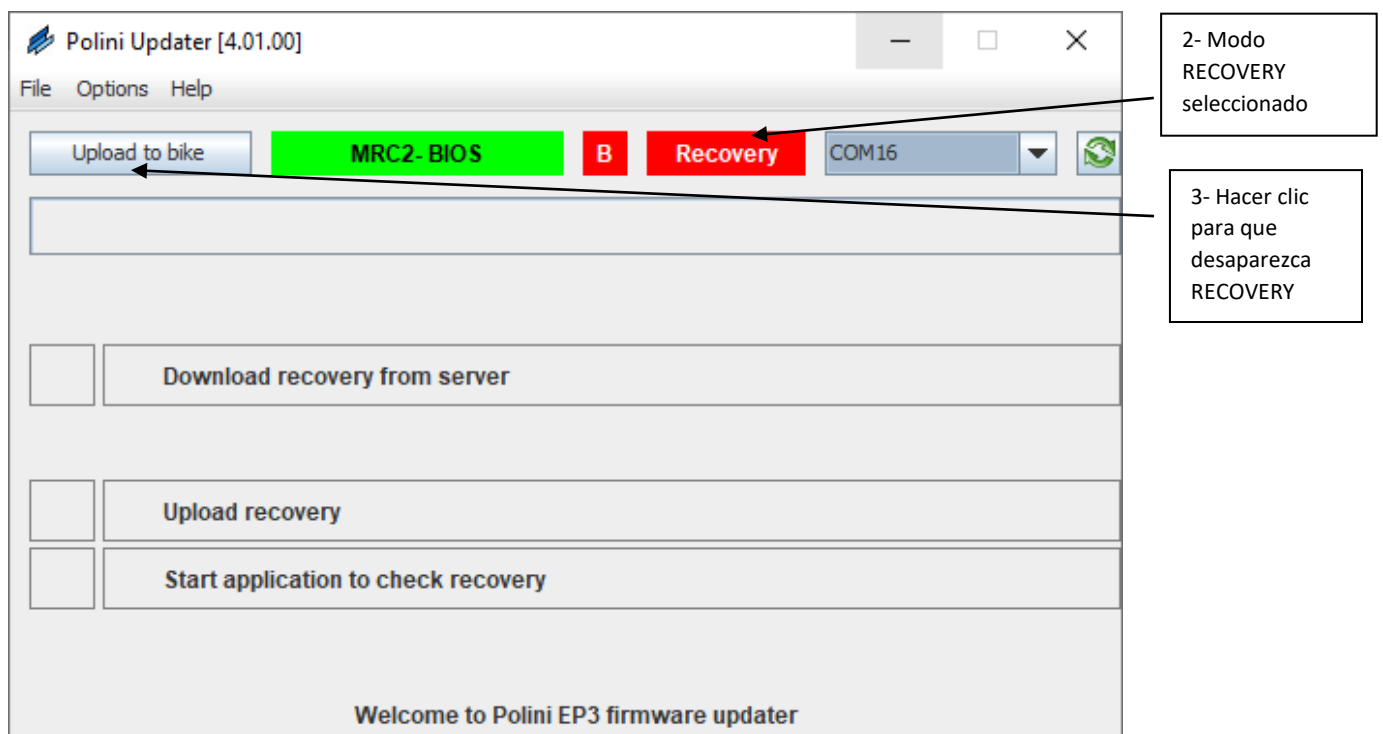 Polini Updater [4.01.00]
File Options Help
Upload to bike MRC2- BIOS B Recovery COM16
Download recovery from server
Upload recovery
Start application to check recovery
Welcome to Polini EP3 firmware updater
2- Modo
RECOVERY
seleccionado
3- Hacer clic
para que
desaparezca
RECOVERY